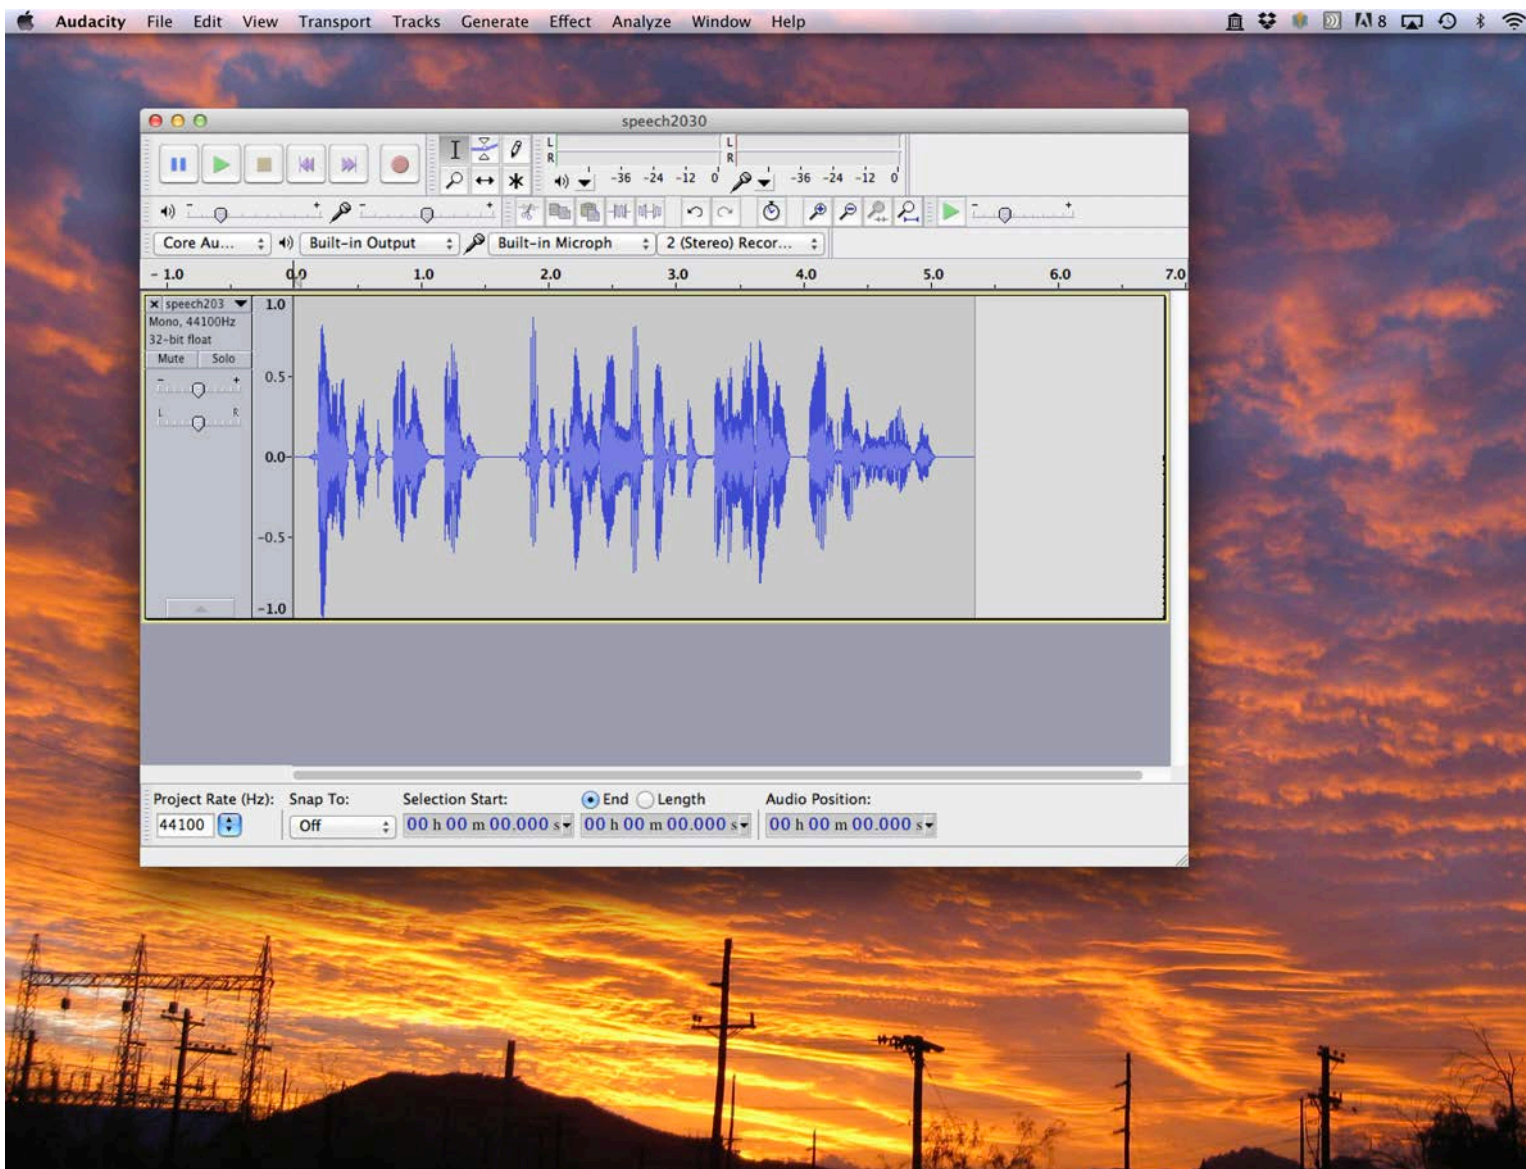 Audacity File Edit View Transport Tracks Generate Effect Analyze Window Help 8
speech2030
L L
R R
-36 -24 -12 0 -36 -24 -12 0
- + - + - +
Core Au... Built-in Output Built-in Microph 2 (Stereo) Recor...
- 1.0 0.0 1.0 2.0 3.0 4.0 5.0 6.0 7.0
× speech203 1.0
Mono, 44100Hz
32-bit float
Mute Solo
- + 0.5-
L R
0.0-
-0.5-
-1.0
Project Rate (Hz): Snap To: Selection Start: End Length Audio Position:
44100 Off 00 h 00 m 00.000 s 00 h 00 m 00.000 s 00 h 00 m 00.000 s